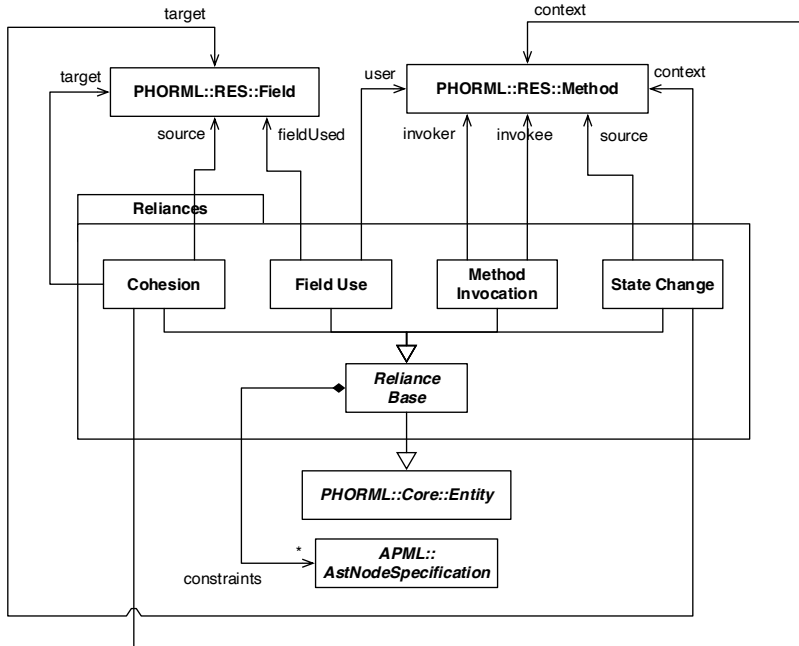 target
context
target
PHORML::RES::Field
user
PHORML::RES::Method
context
source
fieldUsed
invoker
invokee
source
Reliances
Cohesion
Field Use
Method
Invocation
State Change
Reliance
Base
PHORML::Core::Entity
*
constraints
APML::
AstNodeSpecification